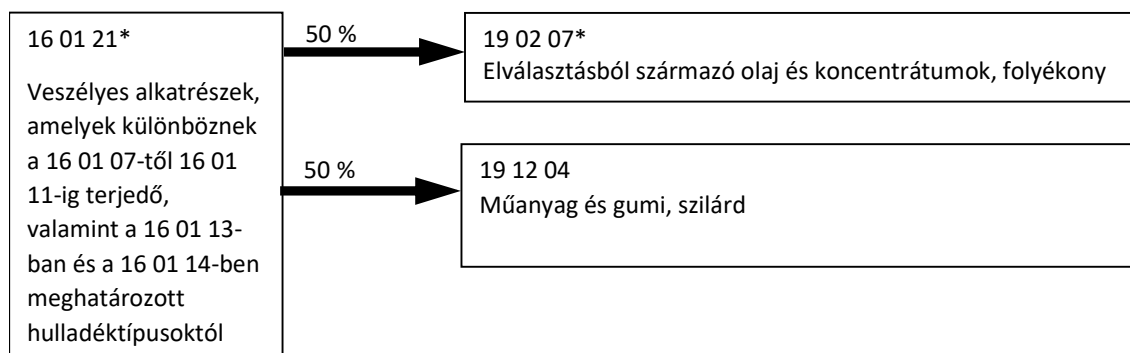 16 01 21*
Veszélyes alkatrészek,
amelyek különböznek
a 16 01 07-től 16 01
11-ig terjedő,
valamint a 16 01 13-
ban és a 16 01 14-ben
meghatározott
hulladéktípusoktól
50 %
19 02 07*
Elválasztásból származó olaj és koncentrátumok, folyékony
50 %
19 12 04
Műanyag és gumi, szilárd